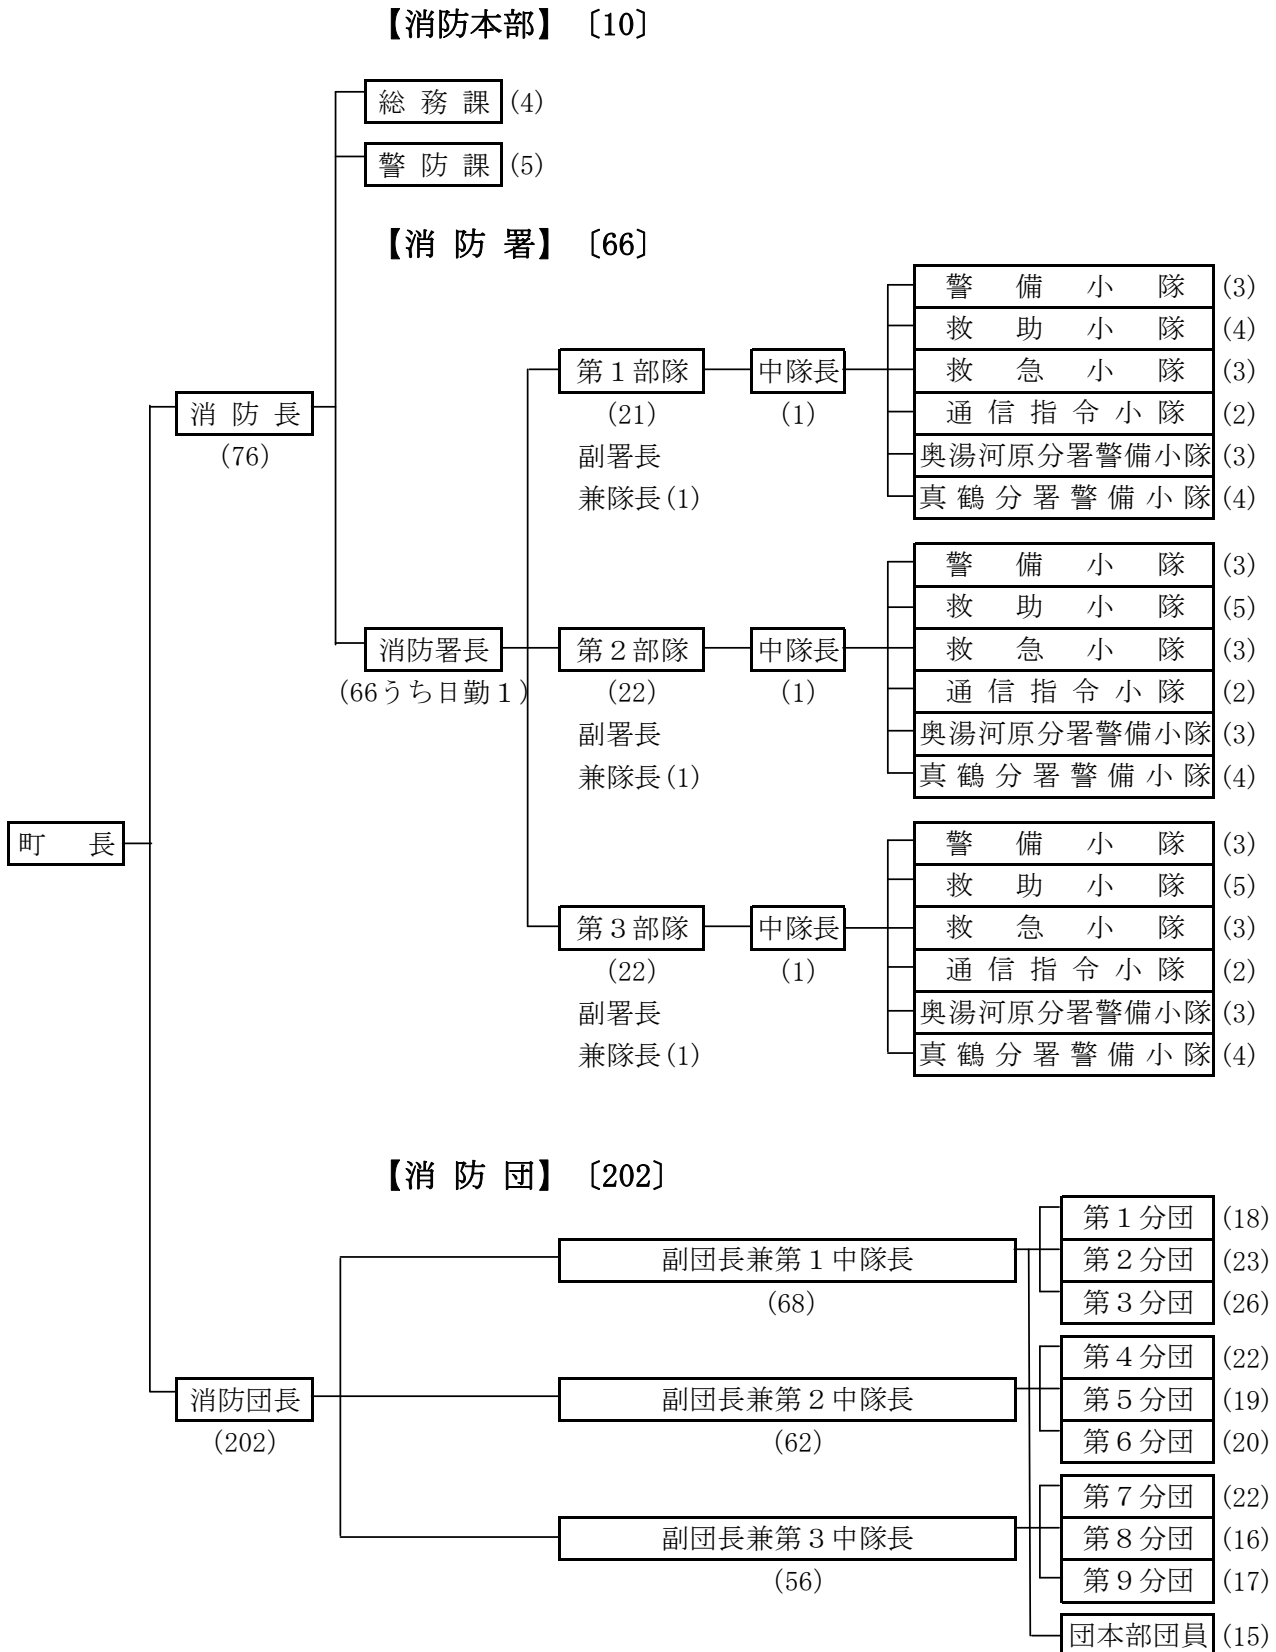 【消防本部】〔10〕
総務課 (4)
警防課 (5)
【消防署】〔66〕
消防長
(76)
消防署長
(66うち日勤１)
第１部隊
(21)
副署長
兼隊長(1)
中隊長
(1)
警備小隊 (3)
救助小隊 (4)
救急小隊 (3)
通信指令小隊 (2)
奥湯河原分署警備小隊 (3)
真鶴分署警備小隊 (4)
第２部隊
(22)
副署長
兼隊長(1)
中隊長
(1)
警備小隊 (3)
救助小隊 (5)
救急小隊 (3)
通信指令小隊 (2)
奥湯河原分署警備小隊 (3)
真鶴分署警備小隊 (4)
町長
第３部隊
(22)
副署長
兼隊長(1)
中隊長
(1)
警備小隊 (3)
救助小隊 (5)
救急小隊 (3)
通信指令小隊 (2)
奥湯河原分署警備小隊 (3)
真鶴分署警備小隊 (4)
【消防団】〔202〕
消防団長
(202)
副団長兼第１中隊長
(68)
第１分団 (18)
第２分団 (23)
第３分団 (26)
副団長兼第２中隊長
(62)
第４分団 (22)
第５分団 (19)
第６分団 (20)
副団長兼第３中隊長
(56)
第７分団 (22)
第８分団 (16)
第９分団 (17)
団本部団員 (15)